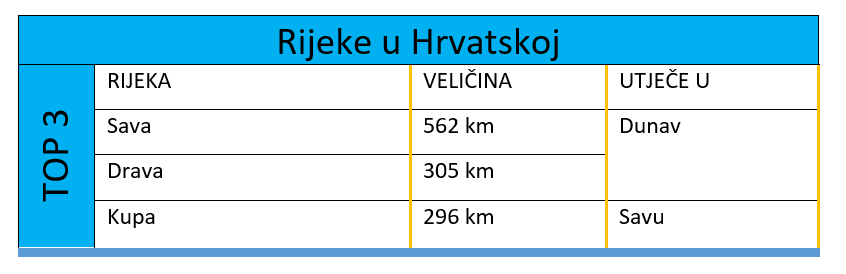 Rijeke u Hrvatskoj
TOP 3
RIJEKA VELIČINA UTJEČE U
Sava 562 km Dunav
Drava 305 km
Kupa 296 km Savu